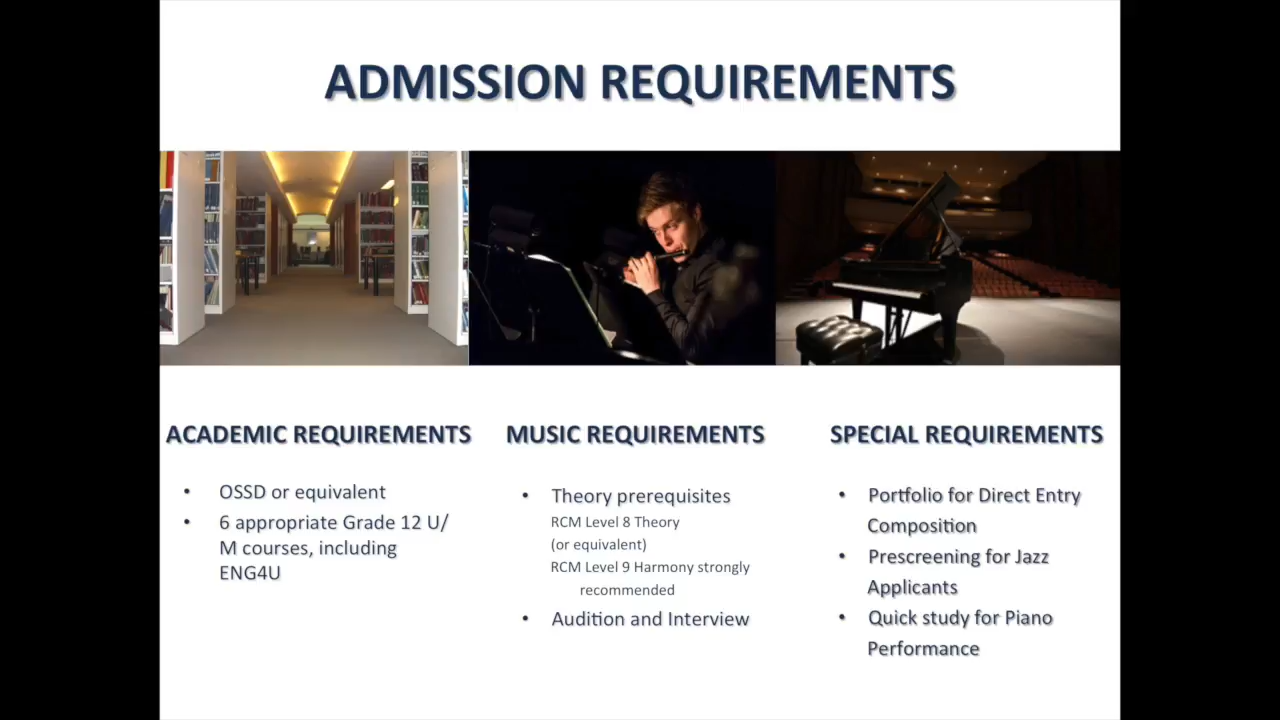 ADMISSION REQUIREMENTS
ACADEMIC REQUIREMENTS
• OSSD or equivalent
• 6 appropriate Grade 12 U/
M courses, including
ENG4U
MUSIC REQUIREMENTS
• Theory prerequisites
RCM Level 8 Theory
(or equivalent)
RCM Level 9 Harmony strongly
recommended
• Audition and Interview
SPECIAL REQUIREMENTS
• Portfolio for Direct Entry
Composition
• Prescreening for Jazz
Applicants
• Quick study for Piano
Performance